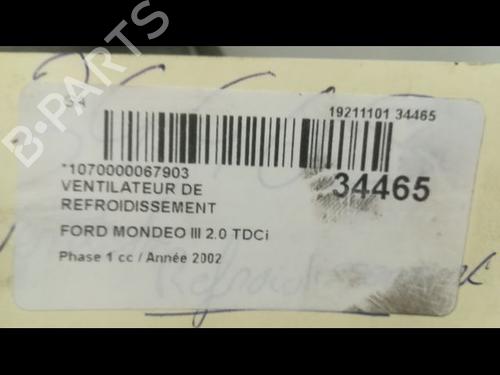 B-PARTS
19211101 34465
*1070000067903
34465
VENTILATEUR DE
REFROIDISSEMENT
FORD MONDEO III 2.0 TDCi
Phase 1 cc / Année 2002